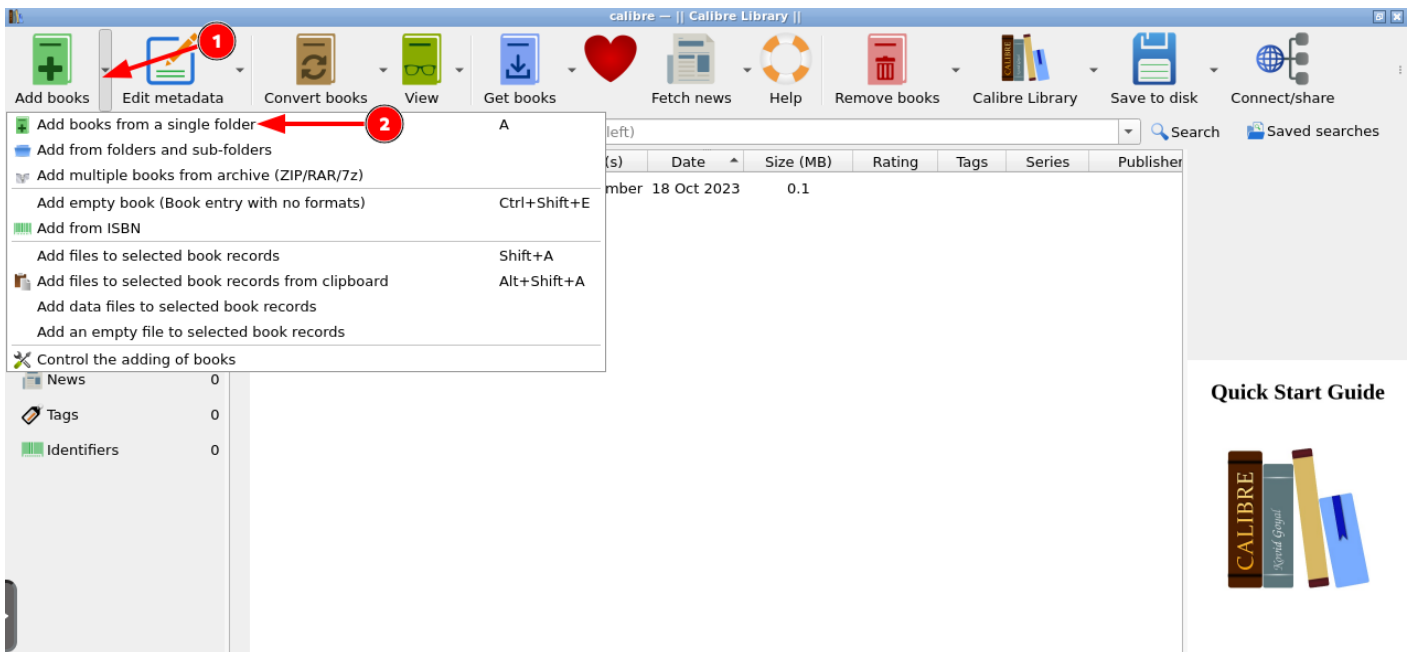 calibre — || Calibre Library ||
1
Add books Edit metadata Convert books View Get books Fetch news Help Remove books Calibre Library Save to disk Connect/share
Add books from a single folder 2 A
left) Search Saved searches
Add from folders and sub-folders
(s) Date Size (MB) Rating Tags Series Publisher
Add multiple books from archive (ZIP/RAR/7z)
mber 18 Oct 2023 0.1
Add empty book (Book entry with no formats) Ctrl+Shift+E
Add from ISBN
Add files to selected book records Shift+A
Add files to selected book records from clipboard Alt+Shift+A
Add data files to selected book records
Add an empty file to selected book records
Control the adding of books
News 0
Quick Start Guide
Tags 0
Identifiers 0
CALIBRE
Kovid Goyal